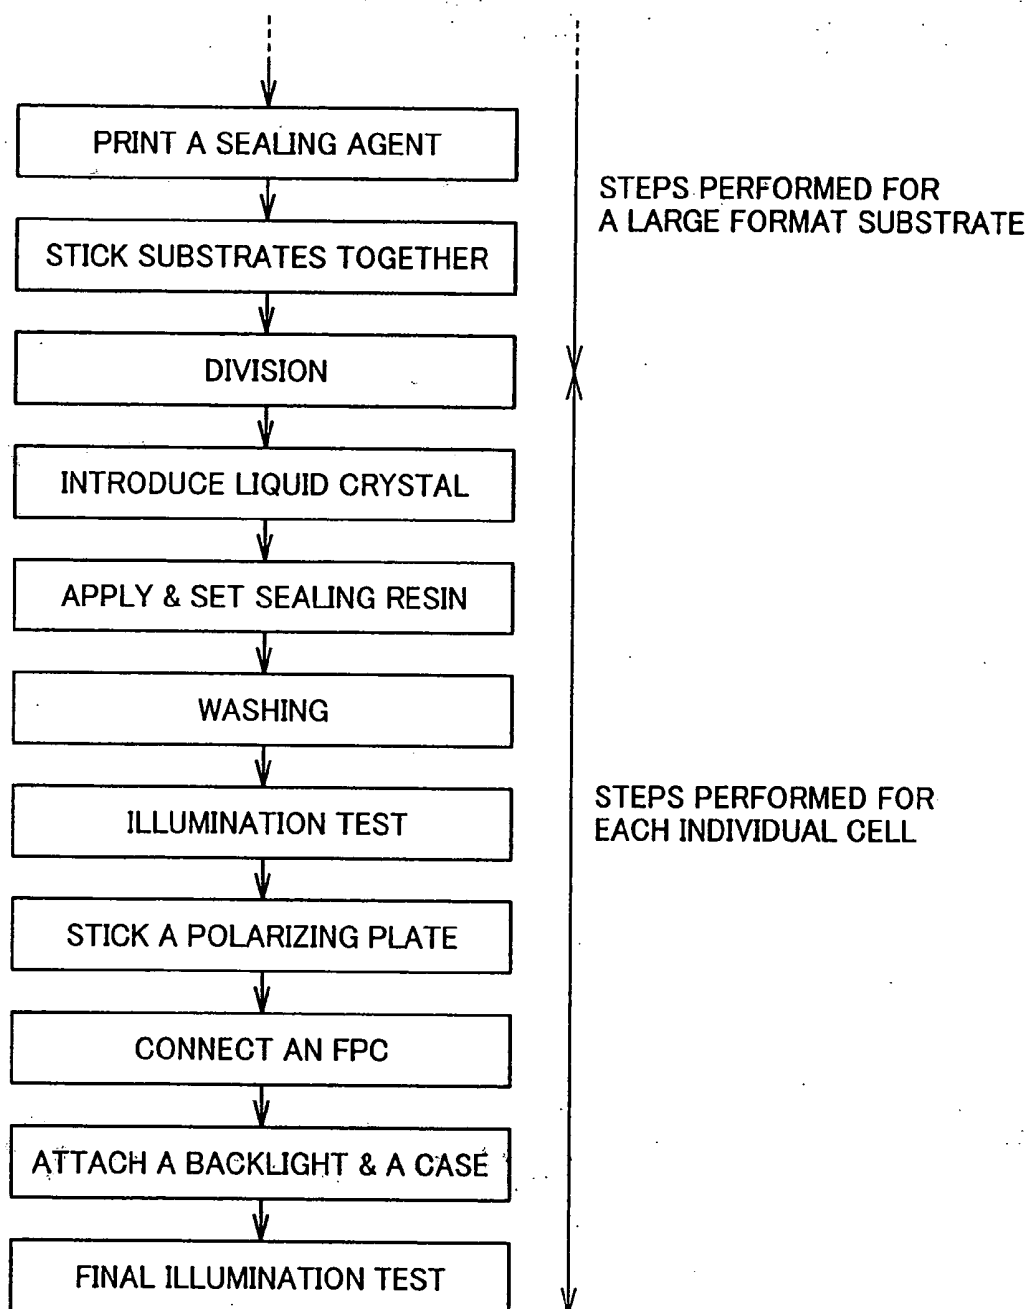 PRINT A SEALING AGENT
STICK SUBSTRATES TOGETHER
DIVISION
INTRODUCE LIQUID CRYSTAL
APPLY & SET SEALING RESIN
WASHING
ILLUMINATION TEST
STICK A POLARIZING PLATE
CONNECT AN FPC
ATTACH A BACKLIGHT & A CASE
FINAL ILLUMINATION TEST
STEPS PERFORMED FOR
A LARGE FORMAT SUBSTRATE
STEPS PERFORMED FOR
EACH INDIVIDUAL CELL